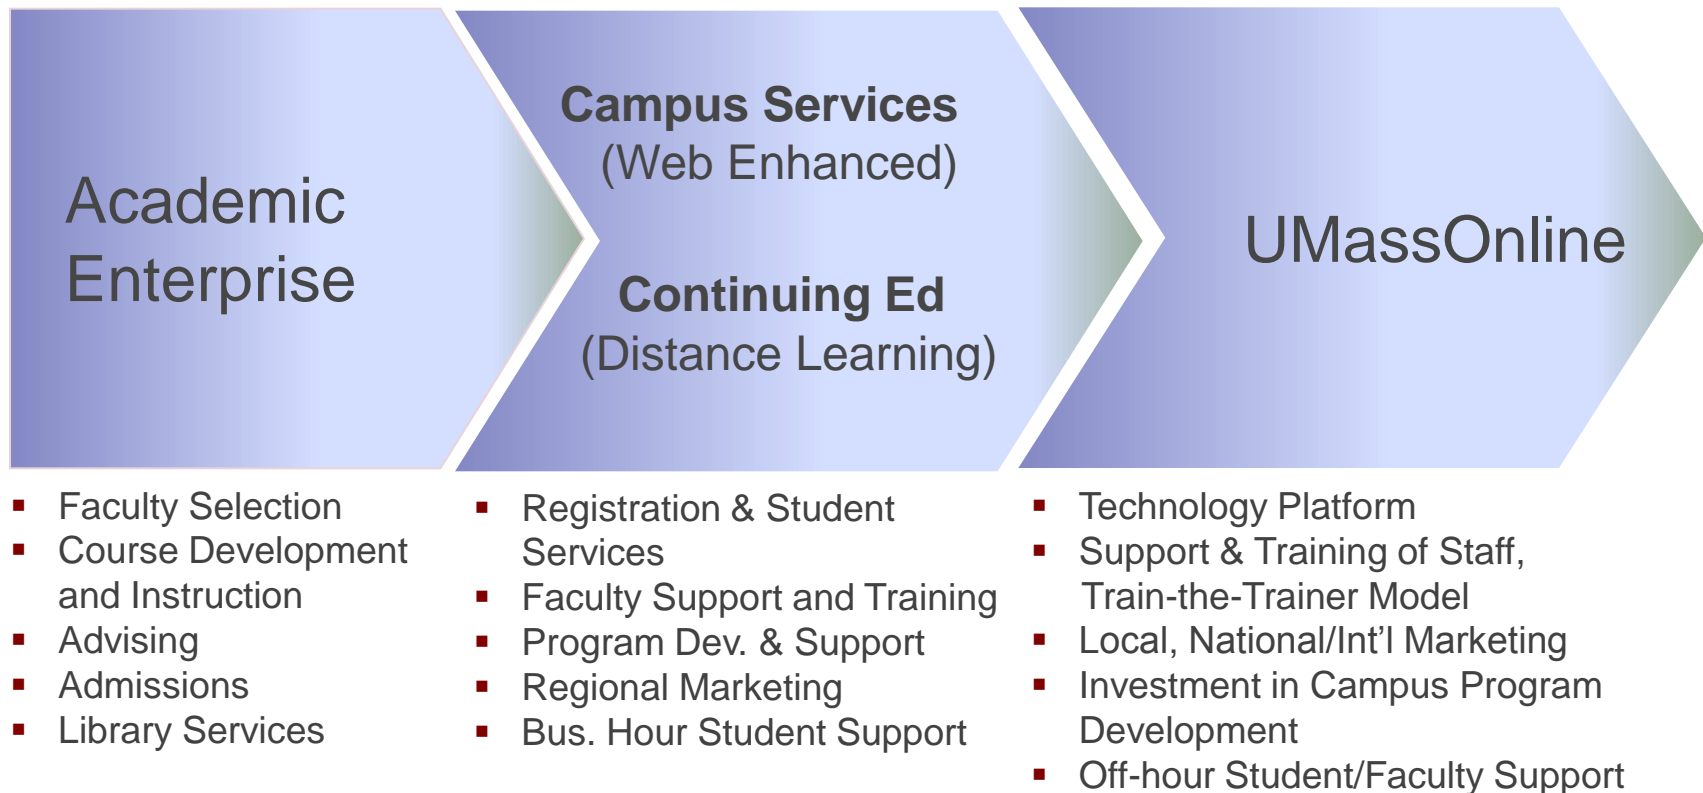 Academic
Enterprise
Campus Services
(Web Enhanced)
Continuing Ed
(Distance Learning)
UMassOnline
▪ Faculty Selection
▪ Course Development
and Instruction
▪ Advising
▪ Admissions
▪ Library Services
▪ Registration & Student
Services
▪ Faculty Support and Training
▪ Program Dev. & Support
▪ Regional Marketing
▪ Bus. Hour Student Support
▪ Technology Platform
▪ Support & Training of Staff,
Train-the-Trainer Model
▪ Local, National/Int’l Marketing
▪ Investment in Campus Program
Development
▪ Off-hour Student/Faculty Support